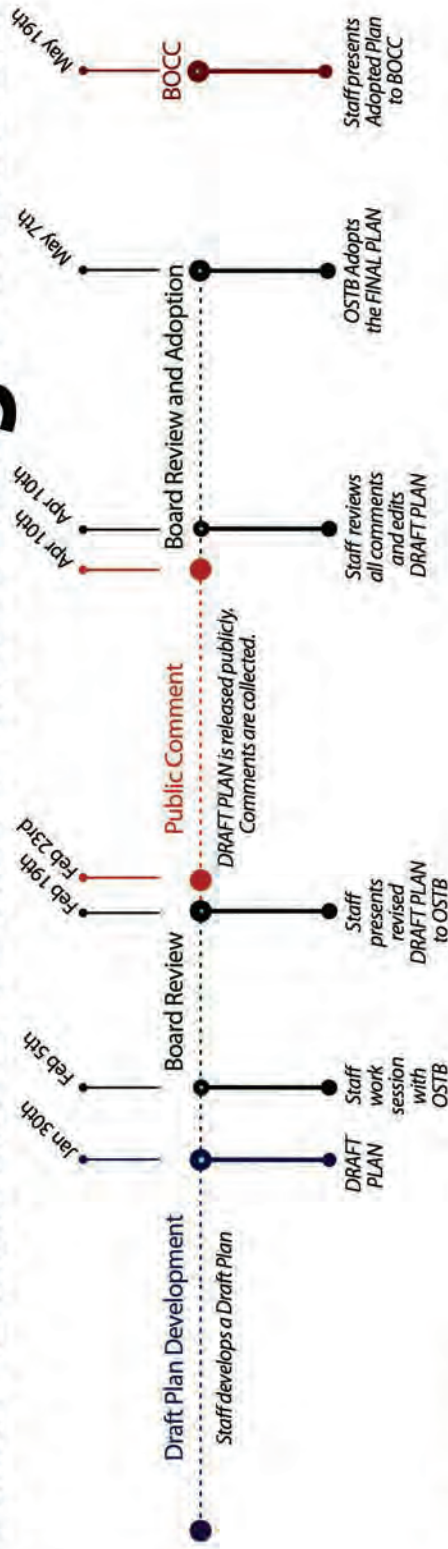 Jan 30th
Feb 5th
Feb 19th
Feb 23rd
Apr 10th
Apr 10th
May 7th
May 19th
Draft Plan Development
Board Review
Public Comment
Board Review and Adoption
BOCC
Staff develops a Draft Plan
DRAFT PLAN is released publicly.
Comments are collected.
DRAFT
PLAN
Staff
work
session
with
OSTB
Staff
presents
revised
DRAFT PLAN
to OSTB
Staff reviews
all comments
and edits
DRAFT PLAN
OSTB Adopts
the FINAL PLAN
Staff presents
Adopted Plan
to BOCC